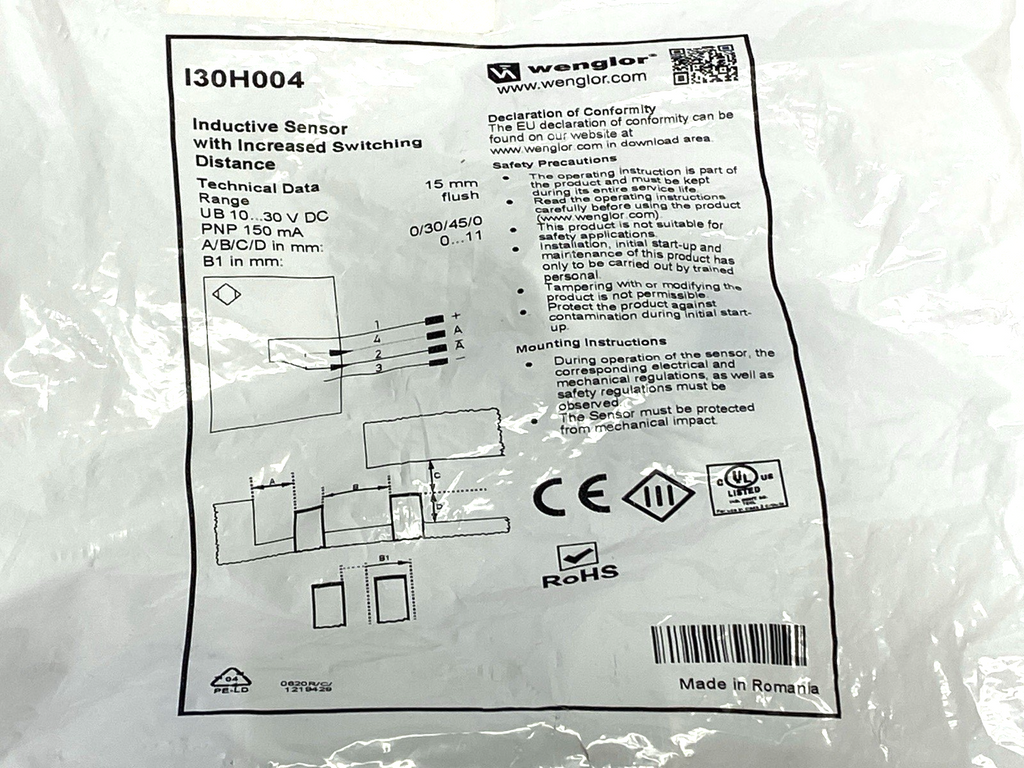 I30H004
Inductive Sensor
with Increased Switching
Distance
Technical Data
Range 15 mm
UB 10...30 V DC flush
PNP 150 mA
A/B/C/D in mm: 0/30/45/0
B1 in mm: 0...11
1 +
4 A
2 A̅
3 –
A
B
C
D
B1
04
PE-LD
0620/R/C/
1219429
wenglor®
www.wenglor.com
Declaration of Conformity
The EU declaration of conformity can be
found on our website at
www.wenglor.com in download area.
Safety Precautions
• The operating instruction is part of
the product and must be kept
during its entire service life.
• Read the operating instructions
carefully before using the product
(www.wenglor.com).
• This product is not suitable for
safety applications.
• Installation, initial start-up and
maintenance of this product has
only to be carried out by trained
personal.
• Tampering with or modifying the
product is not permissible.
• Protect the product against
contamination during initial start-
up.
Mounting Instructions
• During operation of the sensor, the
corresponding electrical and
mechanical regulations, as well as
safety regulations must be
observed.
• The Sensor must be protected
from mechanical impact.
CE
III
C UL US
LISTED
RoHS
Made in Romania